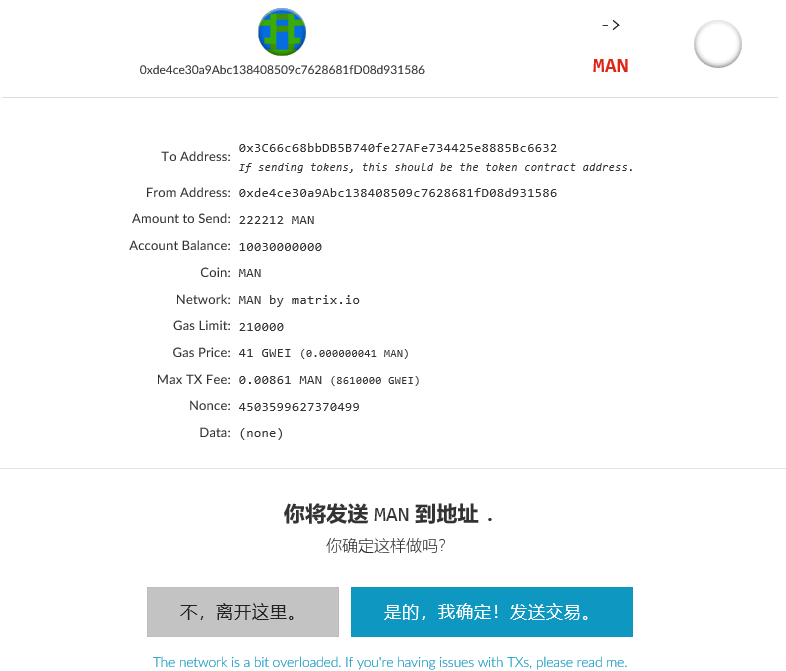 ->
0xde4ce30a9Abc138408509c7628681fD08d931586
MAN
To Address: 0x3C66c68bbDB5B740fe27AFe734425e8885Bc6632
If sending tokens, this should be the token contract address.
From Address: 0xde4ce30a9Abc138408509c7628681fD08d931586
Amount to Send: 222212 MAN
Account Balance: 10030000000
Coin: MAN
Network: MAN by matrix.io
Gas Limit: 210000
Gas Price: 41 GWEI (0.000000041 MAN)
Max TX Fee: 0.00861 MAN (8610000 GWEI)
Nonce: 4503599627370499
Data: (none)
你将发送 MAN 到地址 .
你确定这样做吗?
不，离开这里。 是的，我确定！发送交易。
The network is a bit overloaded. If you're having issues with TXs, please read me.